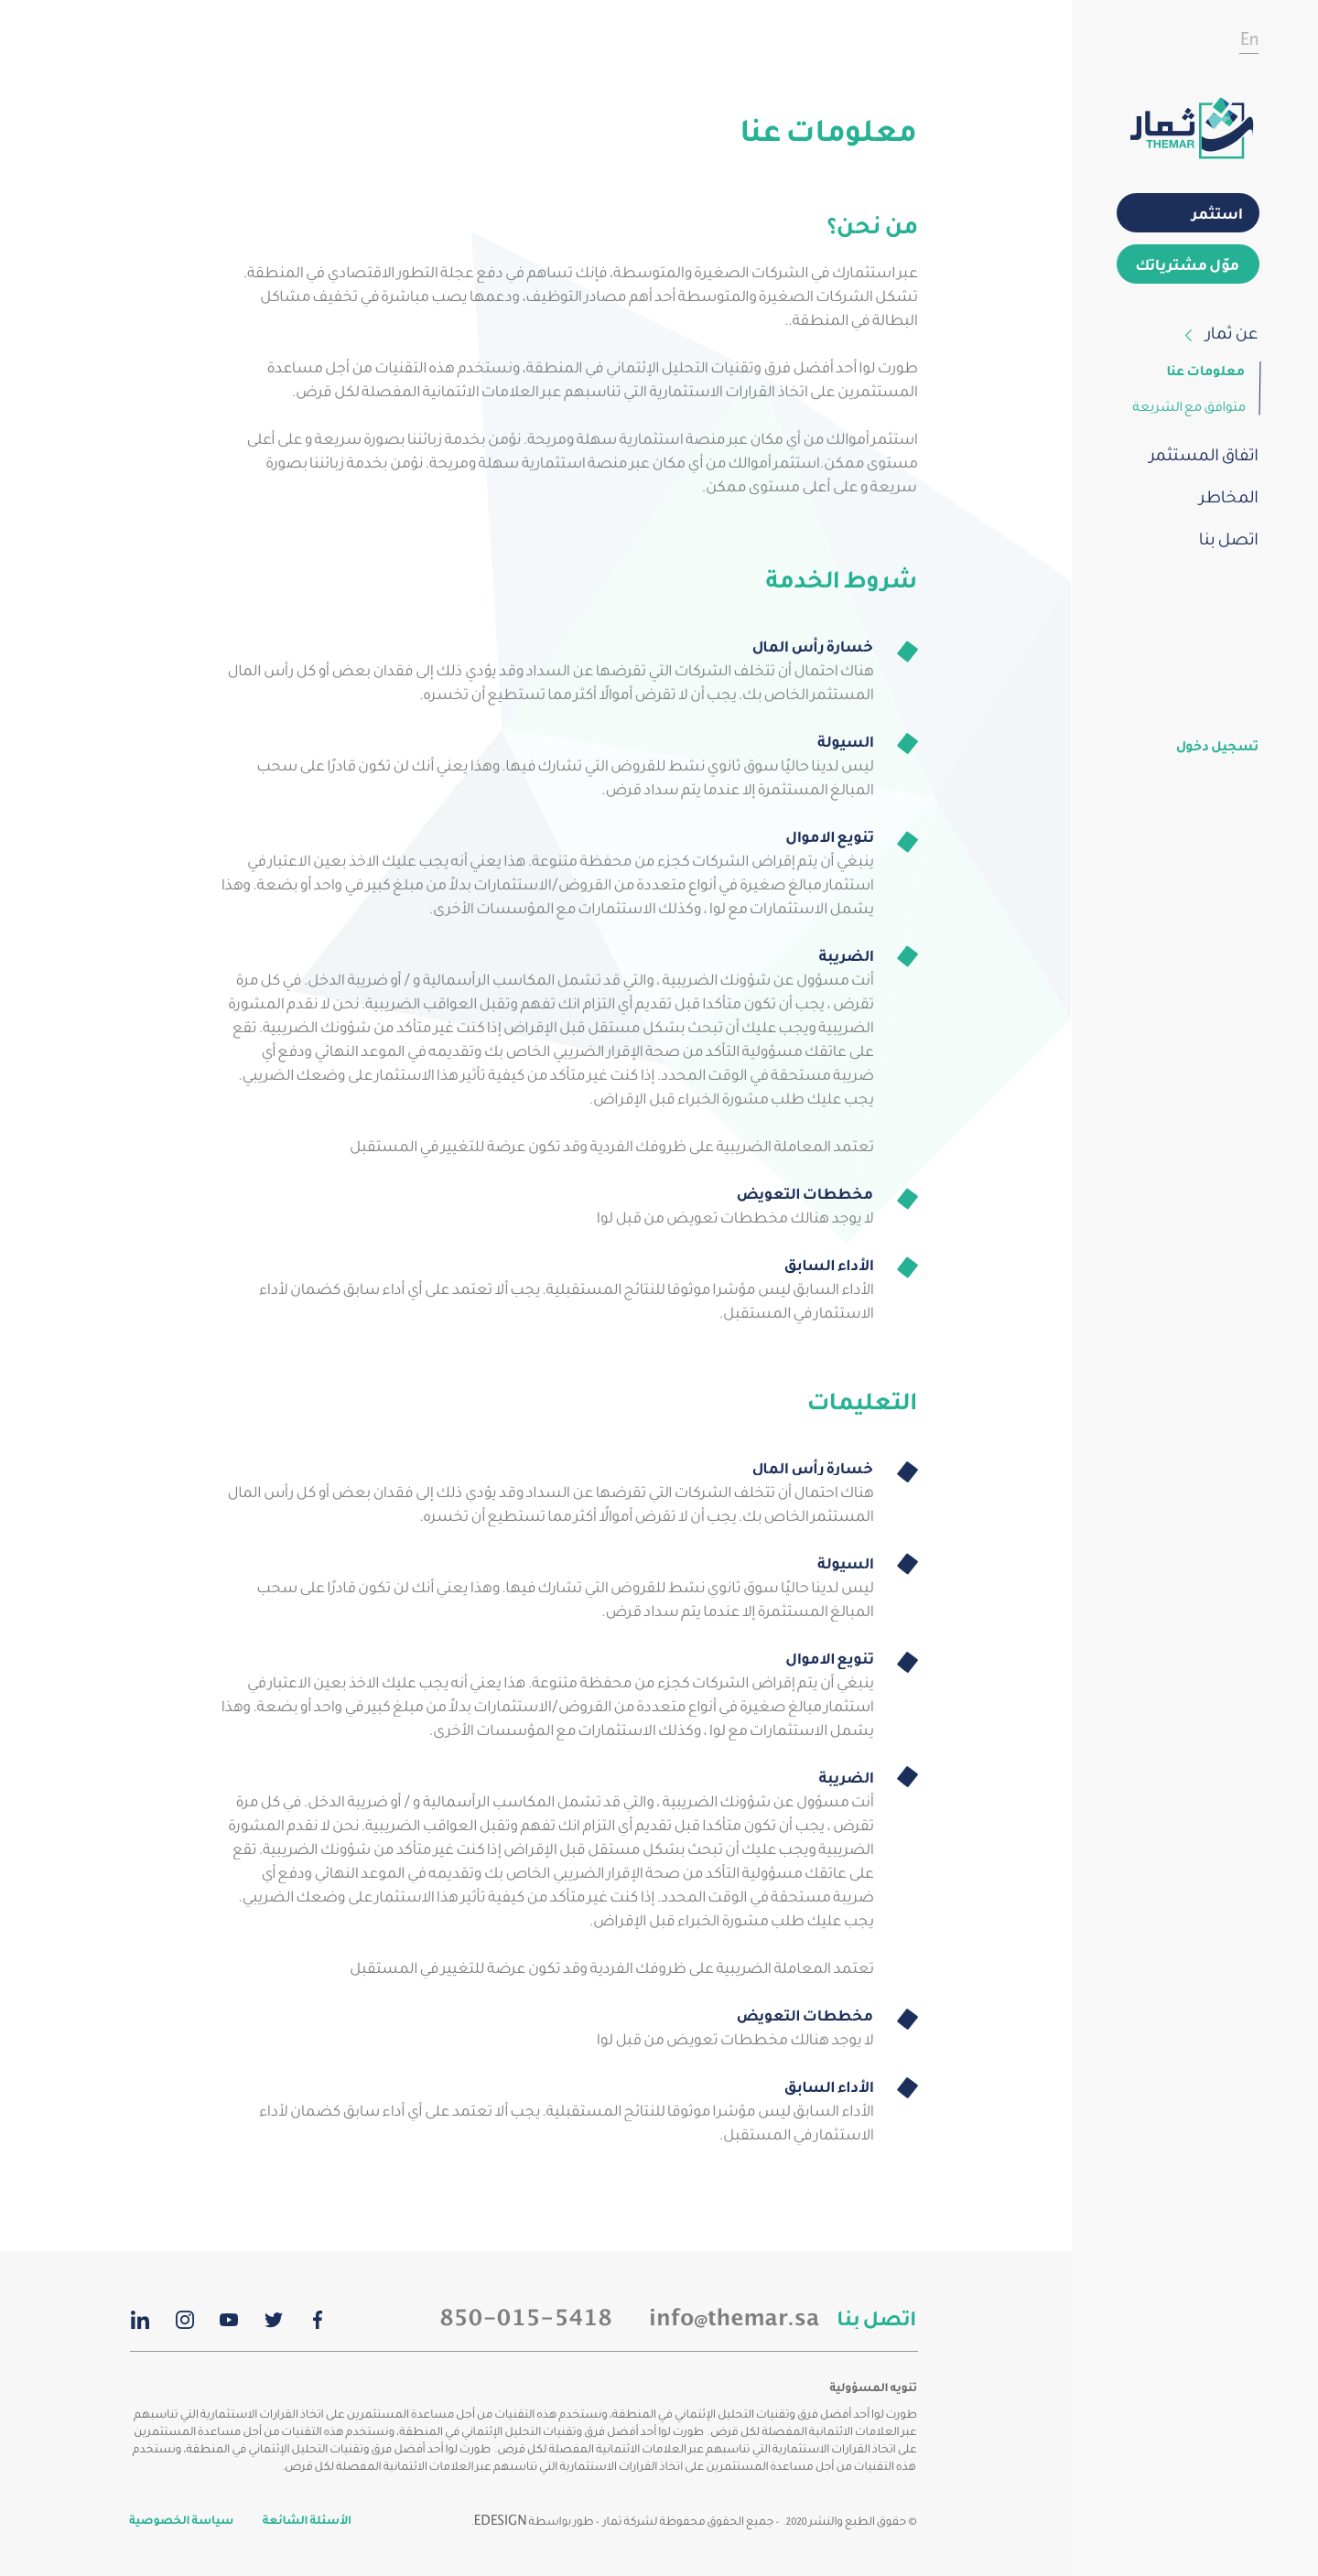 En
ثمار
THEMAR
استثمر
موّل مشترياتك
عن ثمار
معلومات عنا
متوافق مع الشريعة
اتفاق المستثمر
المخاطر
اتصل بنا
تسجيل دخول
معلومات عنا
من نحن؟
عبر استثمارك في الشركات الصغيرة والمتوسطة، فإنك تساهم في دفع عجلة التطور الاقتصادي في المنطقة.
تشكل الشركات الصغيرة والمتوسطة أحد أهم مصادر التوظيف، ودعمها يصب مباشرة في تخفيف مشاكل
البطالة في المنطقة..
طورت لوا أحد أفضل فرق وتقنيات التحليل الإئتماني في المنطقة، ونستخدم هذه التقنيات من أجل مساعدة
المستثمرين على اتخاذ القرارات الاستثمارية التي تناسبهم عبر العلامات الائتمانية المفصلة لكل قرض.
استثمر أموالك من أي مكان عبر منصة استثمارية سهلة ومريحة. نؤمن بخدمة زبائننا بصورة سريعة و على أعلى
مستوى ممكن. استثمر أموالك من أي مكان عبر منصة استثمارية سهلة ومريحة. نؤمن بخدمة زبائننا بصورة
سريعة و على أعلى مستوى ممكن.
شروط الخدمة
خسارة رأس المال
هناك احتمال أن تتخلف الشركات التي تقرضها عن السداد وقد يؤدي ذلك إلى فقدان بعض أو كل رأس المال
المستثمر الخاص بك. يجب أن لا تقرض أموالًا أكثر مما تستطيع أن تخسره.
السيولة
ليس لدينا حاليًا سوق ثانوي نشط للقروض التي تشارك فيها. وهذا يعني أنك لن تكون قادرًا على سحب
المبالغ المستثمرة إلا عندما يتم سداد قرض.
تنويع الاموال
ينبغي أن يتم إقراض الشركات كجزء من محفظة متنوعة. هذا يعني أنه يجب عليك الاخذ بعين الاعتبار في
استثمار مبالغ صغيرة في أنواع متعددة من القروض/الاستثمارات بدلاً من مبلغ كبير في واحد أو بضعة. وهذا
يشمل الاستثمارات مع لوا ، وكذلك الاستثمارات مع المؤسسات الأخرى.
الضريبة
أنت مسؤول عن شؤونك الضريبية ، والتي قد تشمل المكاسب الرأسمالية و / أو ضريبة الدخل. في كل مرة
تقرض ، يجب أن تكون متأكدا قبل تقديم أي التزام انك تفهم وتقبل العواقب الضريبية. نحن لا نقدم المشورة
الضريبية ويجب عليك أن تبحث بشكل مستقل قبل الإقراض إذا كنت غير متأكد من شؤونك الضريبية. تقع
على عاتقك مسؤولية التأكد من صحة الإقرار الضريبي الخاص بك وتقديمه في الموعد النهائي ودفع أي
ضريبة مستحقة في الوقت المحدد. إذا كنت غير متأكد من كيفية تأثير هذا الاستثمار على وضعك الضريبي.
يجب عليك طلب مشورة الخبراء قبل الإقراض.
تعتمد المعاملة الضريبية على ظروفك الفردية وقد تكون عرضة للتغيير في المستقبل
مخططات التعويض
لا يوجد هنالك مخططات تعويض من قبل لوا
الأداء السابق
الأداء السابق ليس مؤشرا موثوقا للنتائج المستقبلية. يجب ألا تعتمد على أي أداء سابق كضمان لأداء
الاستثمار في المستقبل.
التعليمات
خسارة رأس المال
هناك احتمال أن تتخلف الشركات التي تقرضها عن السداد وقد يؤدي ذلك إلى فقدان بعض أو كل رأس المال
المستثمر الخاص بك. يجب أن لا تقرض أموالًا أكثر مما تستطيع أن تخسره.
السيولة
ليس لدينا حاليًا سوق ثانوي نشط للقروض التي تشارك فيها. وهذا يعني أنك لن تكون قادرًا على سحب
المبالغ المستثمرة إلا عندما يتم سداد قرض.
تنويع الاموال
ينبغي أن يتم إقراض الشركات كجزء من محفظة متنوعة. هذا يعني أنه يجب عليك الاخذ بعين الاعتبار في
استثمار مبالغ صغيرة في أنواع متعددة من القروض/الاستثمارات بدلاً من مبلغ كبير في واحد أو بضعة. وهذا
يشمل الاستثمارات مع لوا ، وكذلك الاستثمارات مع المؤسسات الأخرى.
الضريبة
أنت مسؤول عن شؤونك الضريبية ، والتي قد تشمل المكاسب الرأسمالية و / أو ضريبة الدخل. في كل مرة
تقرض ، يجب أن تكون متأكدا قبل تقديم أي التزام انك تفهم وتقبل العواقب الضريبية. نحن لا نقدم المشورة
الضريبية ويجب عليك أن تبحث بشكل مستقل قبل الإقراض إذا كنت غير متأكد من شؤونك الضريبية. تقع
على عاتقك مسؤولية التأكد من صحة الإقرار الضريبي الخاص بك وتقديمه في الموعد النهائي ودفع أي
ضريبة مستحقة في الوقت المحدد. إذا كنت غير متأكد من كيفية تأثير هذا الاستثمار على وضعك الضريبي.
يجب عليك طلب مشورة الخبراء قبل الإقراض.
تعتمد المعاملة الضريبية على ظروفك الفردية وقد تكون عرضة للتغيير في المستقبل
مخططات التعويض
لا يوجد هنالك مخططات تعويض من قبل لوا
الأداء السابق
الأداء السابق ليس مؤشرا موثوقا للنتائج المستقبلية. يجب ألا تعتمد على أي أداء سابق كضمان لأداء
الاستثمار في المستقبل.
اتصل بنا info@themar.sa 850-015-5418
تنويه المسؤولية
طورت لوا أحد أفضل فرق وتقنيات التحليل الإئتماني في المنطقة، ونستخدم هذه التقنيات من أجل مساعدة المستثمرين على اتخاذ القرارات الاستثمارية التي تناسبهم
عبر العلامات الائتمانية المفصلة لكل قرض. طورت لوا أحد أفضل فرق وتقنيات التحليل الإئتماني في المنطقة، ونستخدم هذه التقنيات من أجل مساعدة المستثمرين
على اتخاذ القرارات الاستثمارية التي تناسبهم عبر العلامات الائتمانية المفصلة لكل قرض. طورت لوا أحد أفضل فرق وتقنيات التحليل الإئتماني في المنطقة، ونستخدم
هذه التقنيات من أجل مساعدة المستثمرين على اتخاذ القرارات الاستثمارية التي تناسبهم عبر العلامات الائتمانية المفصلة لكل قرض.
© حقوق الطبع والنشر 2020. - جميع الحقوق محفوظة لشركة ثمار - طور بواسطة EDESIGN.
الأسئلة الشائعة
سياسة الخصوصية